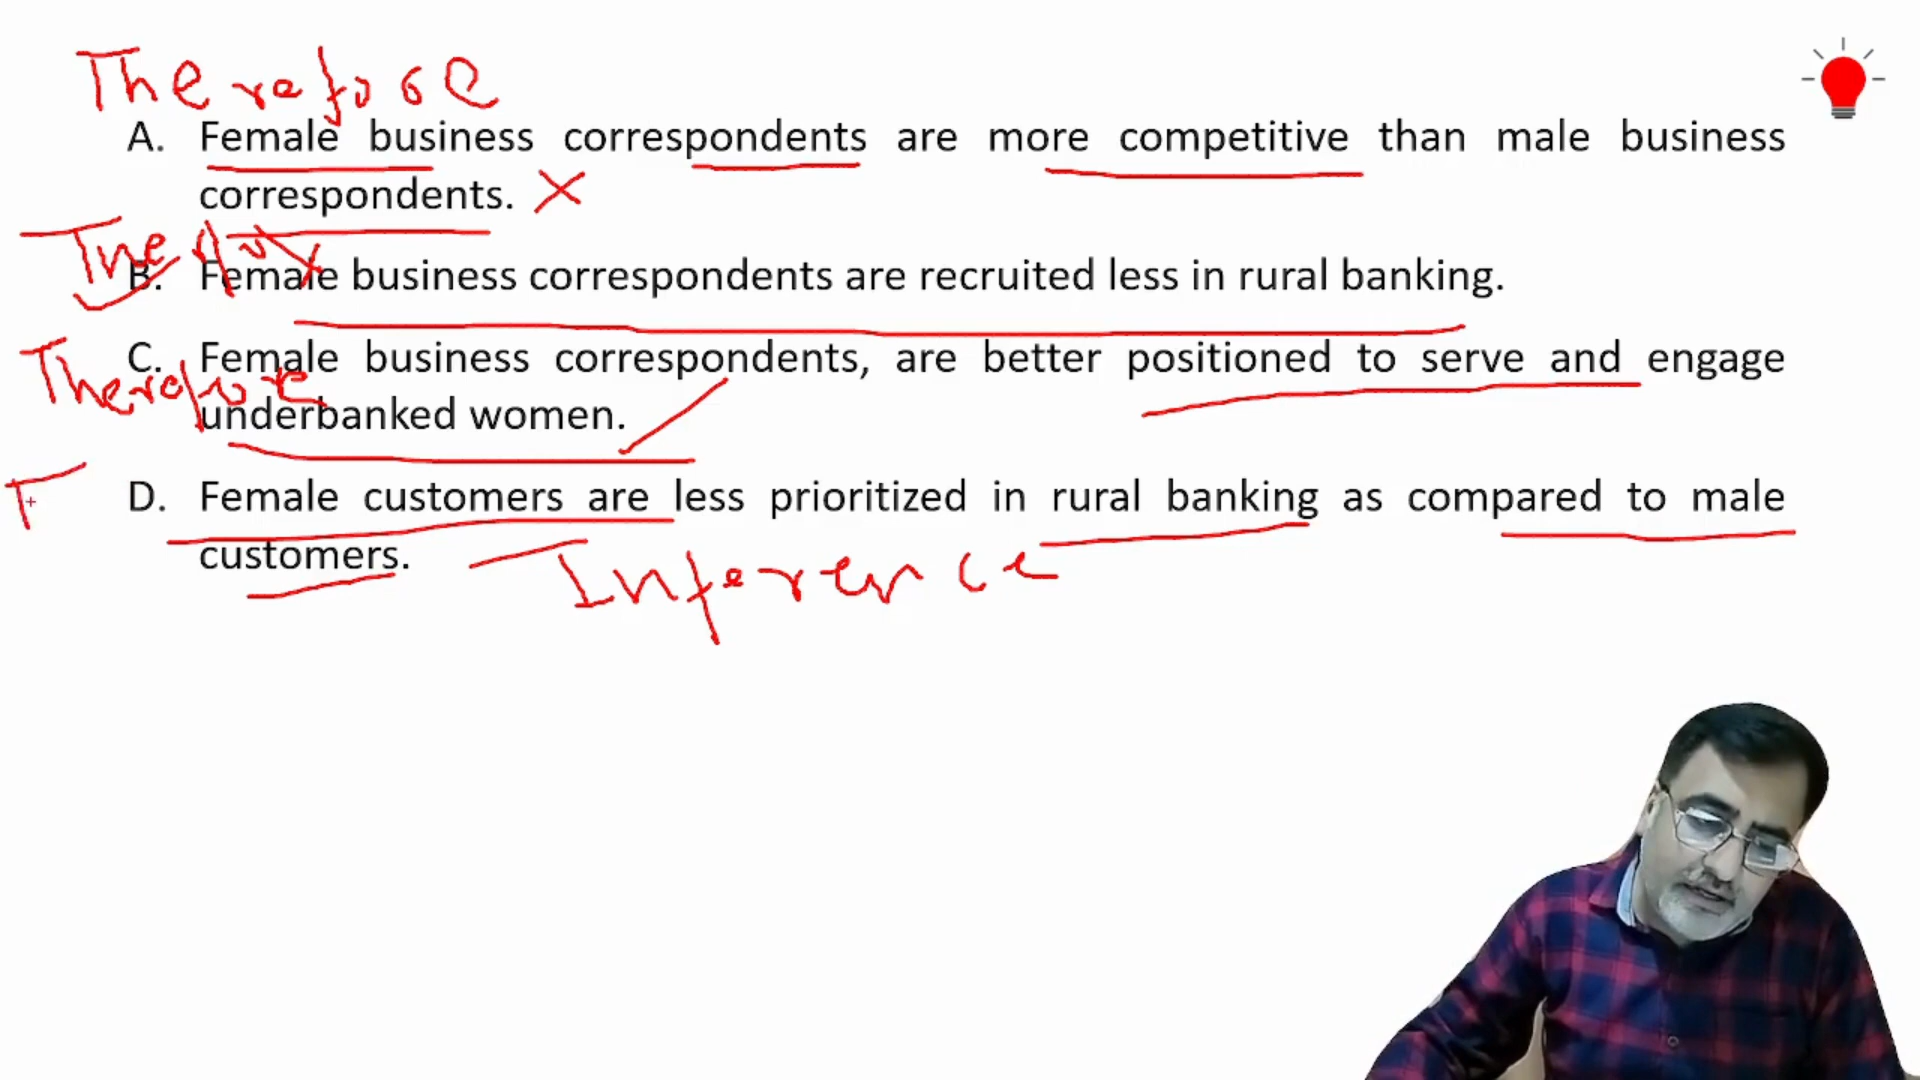 Therefore
A. Female business correspondents are more competitive than male business
correspondents. X
B. Female business correspondents are recruited less in rural banking.
C. Female business correspondents, are better positioned to serve and engage
Therefore
underbanked women.
D. Female customers are less prioritized in rural banking as compared to male
customers.
Inference